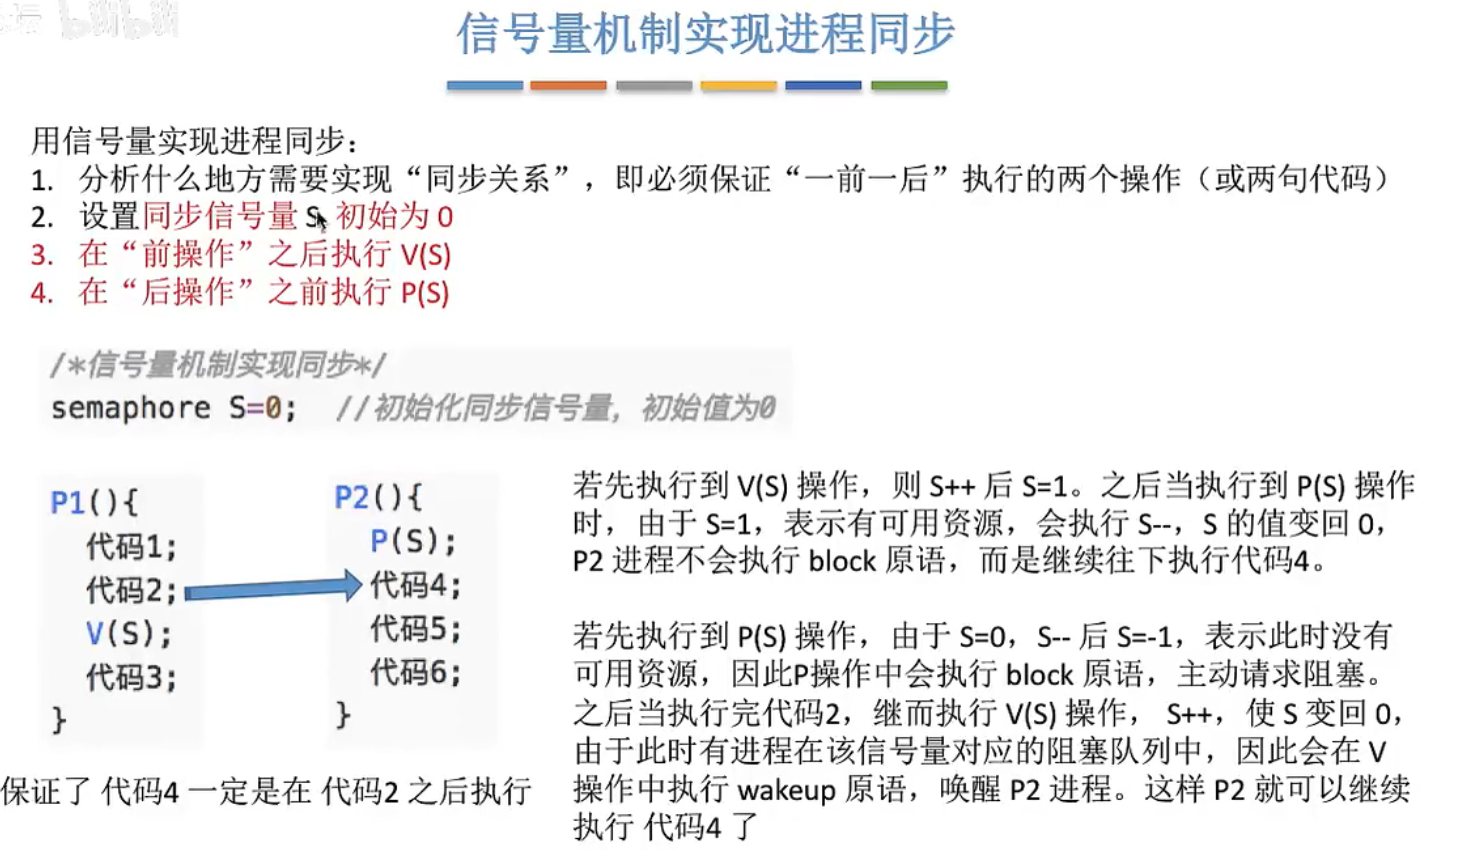 信号量机制实现进程同步
用信号量实现进程同步：
1. 分析什么地方需要实现“同步关系”，即必须保证“一前一后”执行的两个操作（或两句代码）
2. 设置同步信号量 S, 初始为 0
3. 在“前操作”之后执行 V(S)
4. 在“后操作”之前执行 P(S)
/*信号量机制实现同步*/
semaphore S=0; //初始化同步信号量，初始值为0
P1(){
代码1;
代码2;
V(S);
代码3;
}
P2(){
P(S);
代码4;
代码5;
代码6;
}
保证了 代码4 一定是在 代码2 之后执行
若先执行到 V(S) 操作，则 S++ 后 S=1。之后当执行到 P(S) 操作
时，由于 S=1，表示有可用资源，会执行 S--，S 的值变回 0，
P2 进程不会执行 block 原语，而是继续往下执行代码4。
若先执行到 P(S) 操作，由于 S=0，S-- 后 S=-1，表示此时没有
可用资源，因此P操作中会执行 block 原语，主动请求阻塞。
之后当执行完代码2，继而执行 V(S) 操作， S++，使 S 变回 0，
由于此时有进程在该信号量对应的阻塞队列中，因此会在 V
操作中执行 wakeup 原语，唤醒 P2 进程。这样 P2 就可以继续
执行 代码4 了